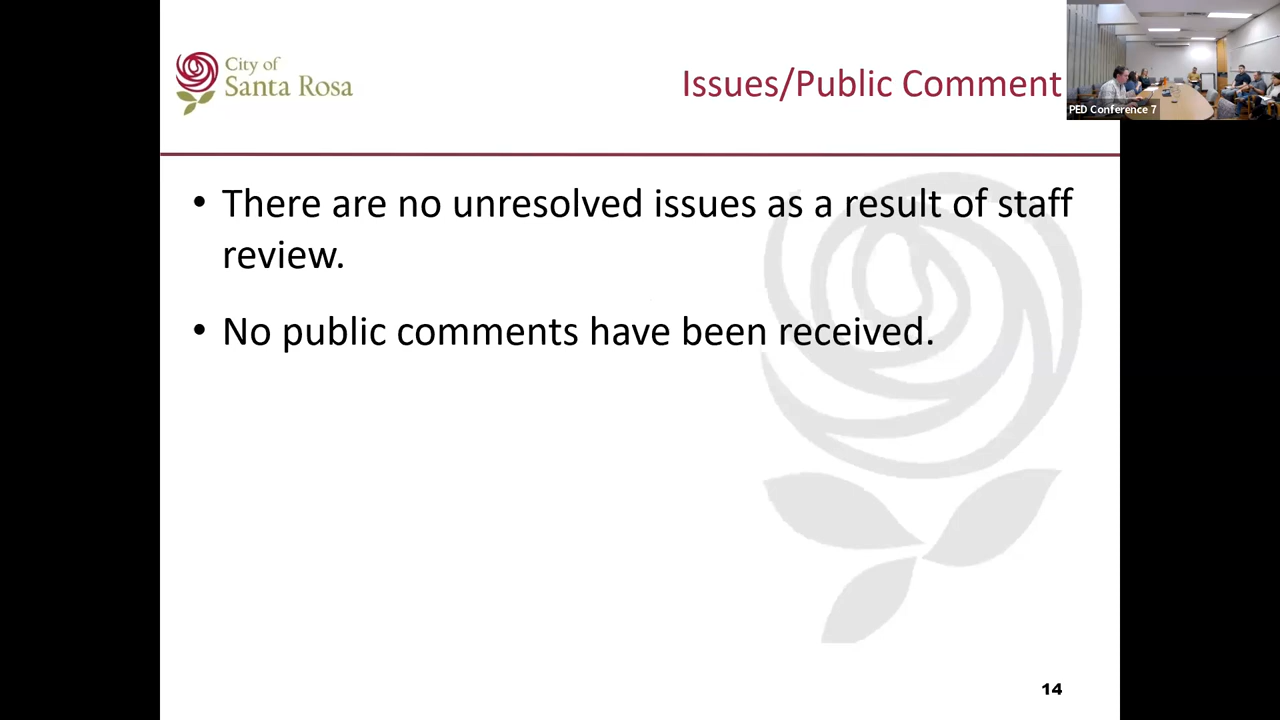 City of
Santa Rosa
Issues/Public Comment
PED Conference 7
• There are no unresolved issues as a result of staff
review.
• No public comments have been received.
14